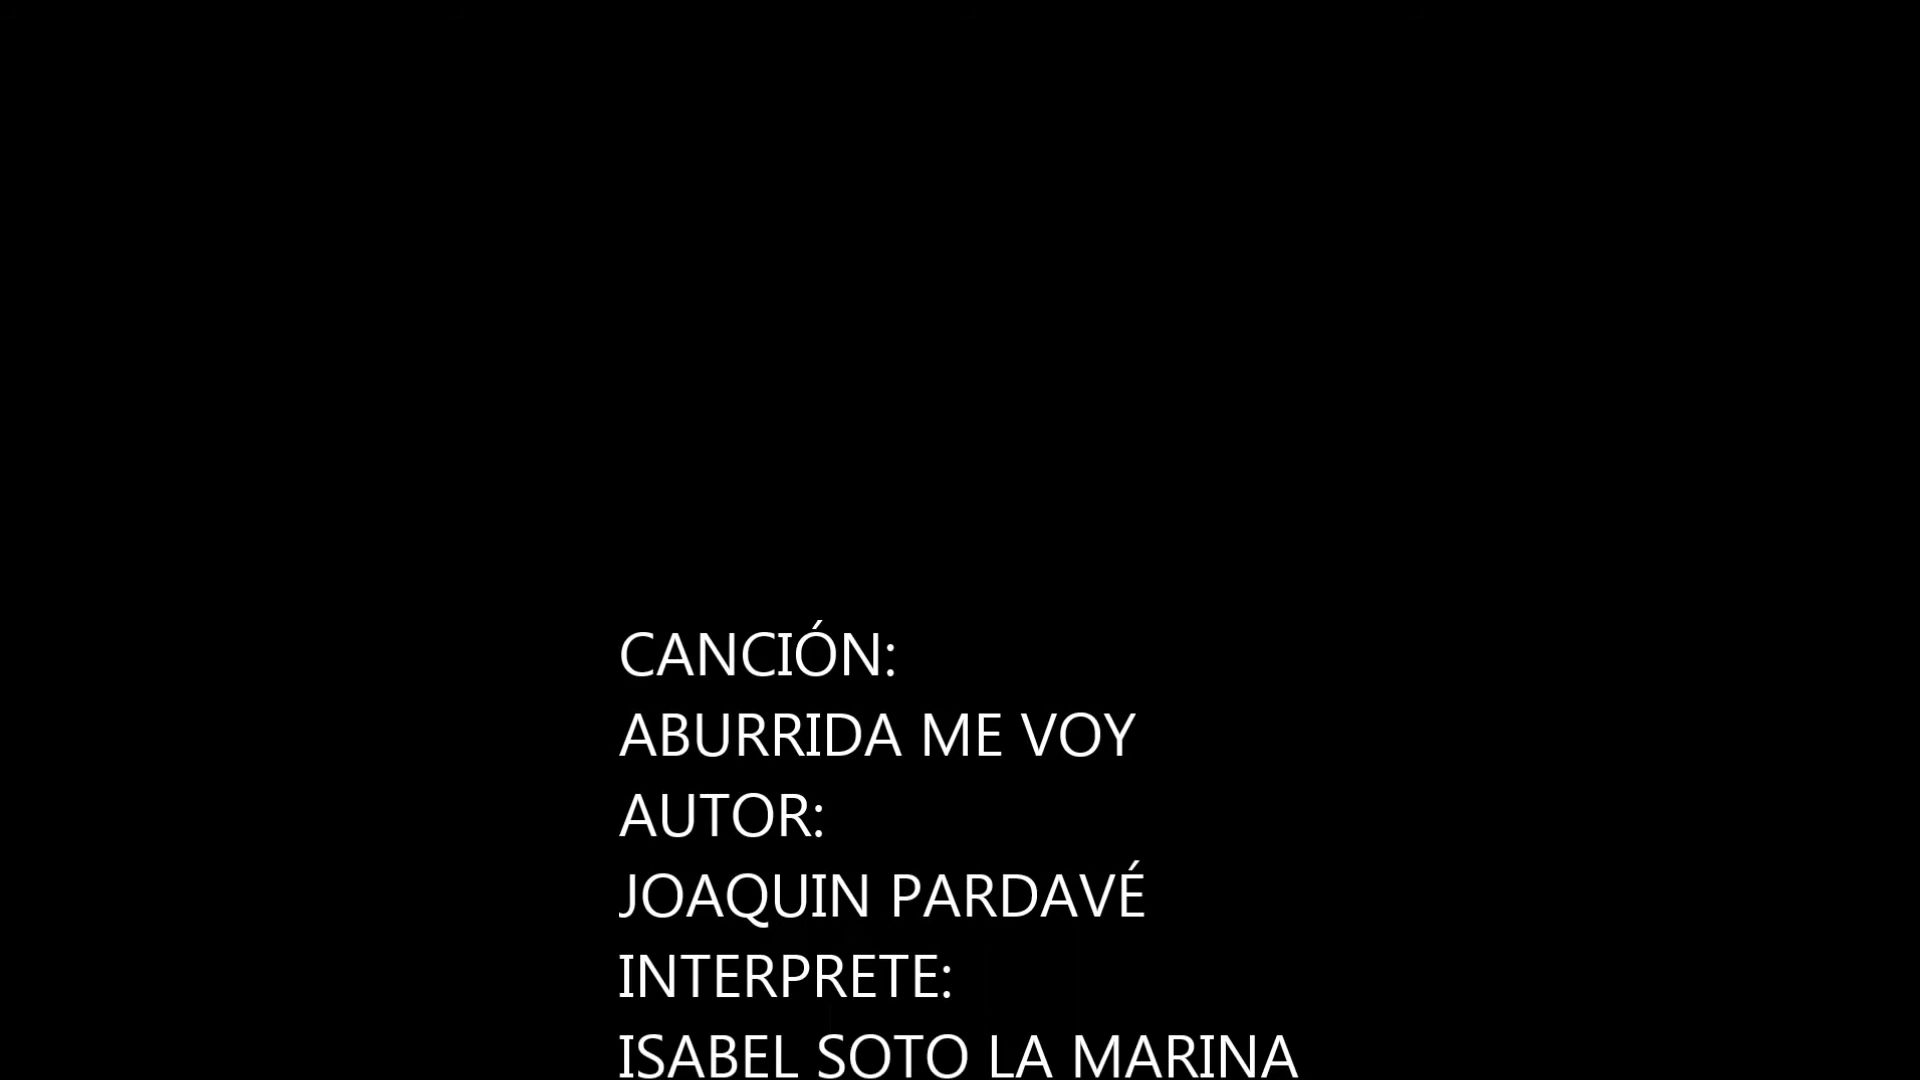 CANCIÓN:
ABURRIDA ME VOY
AUTOR:
JOAQUIN PARDAVÉ
INTERPRETE:
ISABEL SOTO LA MARINA